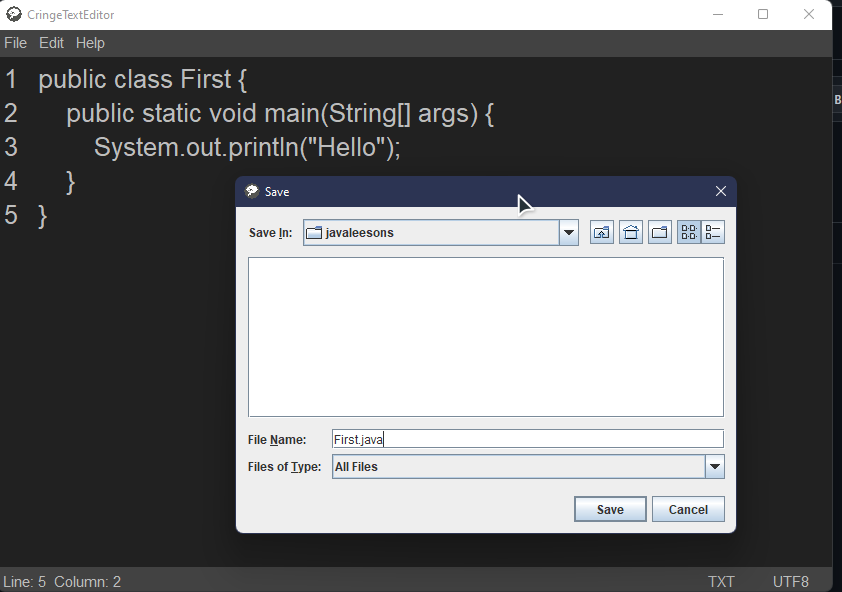 CringeTextEditor
File Edit Help
B
1 public class First {
2 public static void main(String[] args) {
3 System.out.println("Hello");
4 }
5 }
Save
Save In: javaleesons
File Name: First.java
Files of Type: All Files
Save Cancel
Line: 5 Column: 2 TXT UTF8